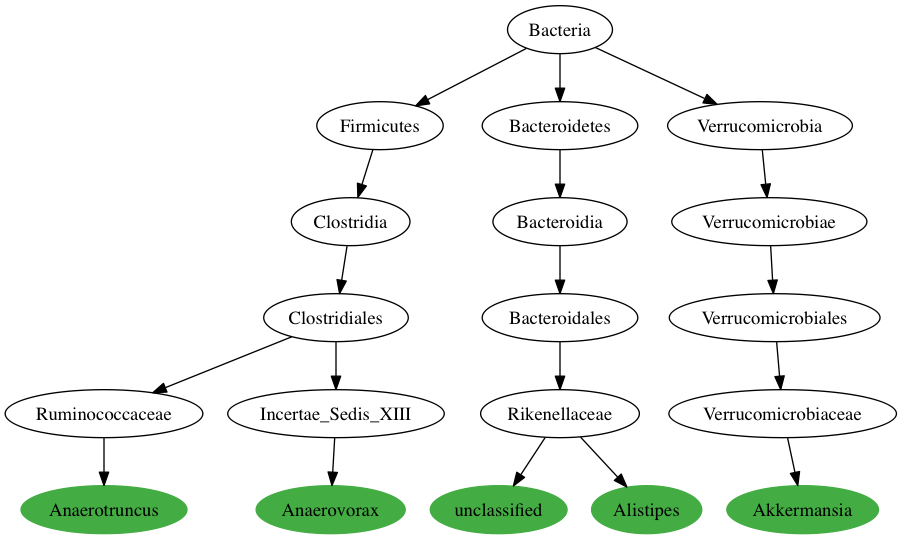 Bacteria
Firmicutes
Bacteroidetes
Verrucomicrobia
Clostridia
Bacteroidia
Verrucomicrobiae
Clostridiales
Bacteroidales
Verrucomicrobiales
Ruminococcaceae
Incertae_Sedis_XIII
Rikenellaceae
Verrucomicrobiaceae
Anaerotruncus
Anaerovorax
unclassified
Alistipes
Akkermansia